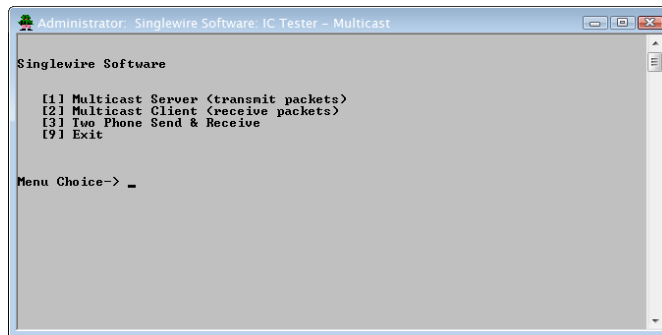 Administrator: Singlewire Software: IC Tester - Multicast
Singlewire Software
[1] Multicast Server (transmit packets)
[2] Multicast Client (receive packets)
[3] Two Phone Send & Receive
[9] Exit
Menu Choice-> _